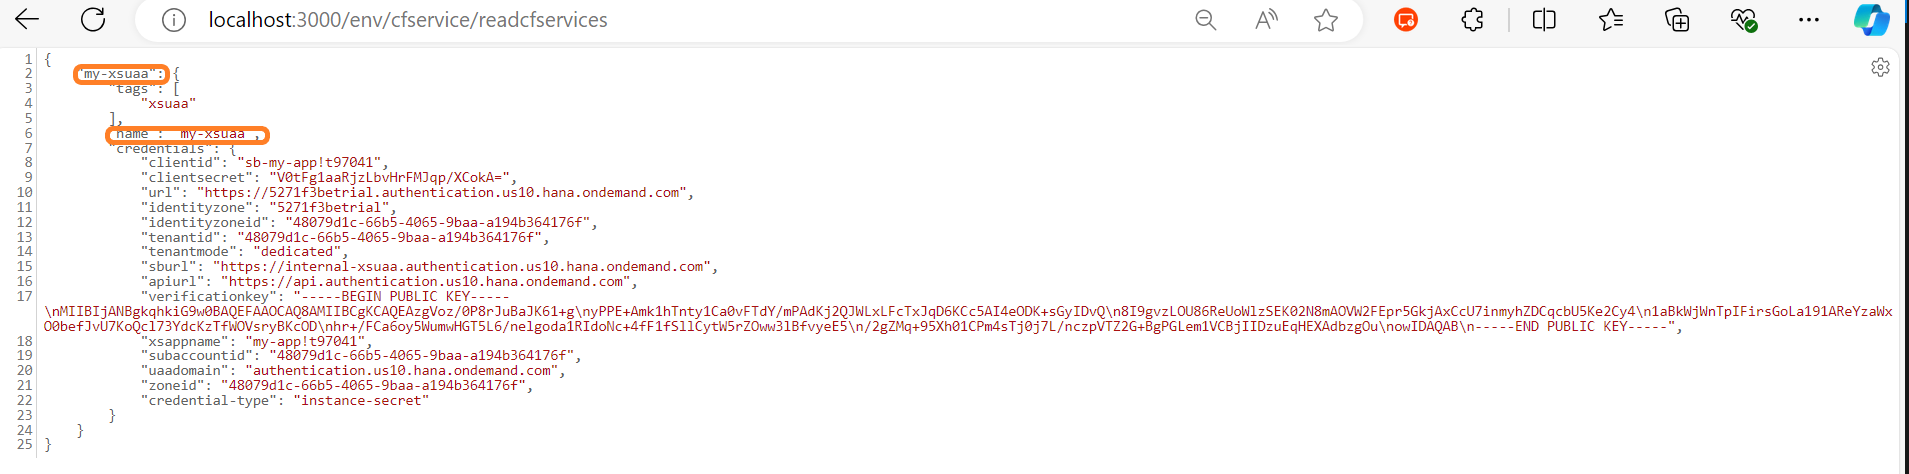 localhost:3000/env/cfservice/readcfservices
1 {
2 "my-xsuaa": {
3 "tags": [
4 "xsuaa"
5 ],
6 "name": "my-xsuaa",
7 "credentials": {
8 "clientid": "sb-my-app!t97041",
9 "clientsecret": "V0tFg1aaRjzLbvHrFMJqp/XCokA=",
10 "url": "https://5271f3betrial.authentication.us10.hana.ondemand.com",
11 "identityzone": "5271f3betrial",
12 "identityzoneid": "48079d1c-66b5-4065-9baa-a194b364176f",
13 "tenantid": "48079d1c-66b5-4065-9baa-a194b364176f",
14 "tenantmode": "dedicated",
15 "sburl": "https://internal-xsuaa.authentication.us10.hana.ondemand.com",
16 "apiurl": "https://api.authentication.us10.hana.ondemand.com",
17 "verificationkey": "-----BEGIN PUBLIC KEY-----
\nMIIBIjANBgkqhkiG9w0BAQEFAAOCAQ8AMIIBCgKCAQEAzgVoz/0P8rJuBaJK61+g\nyPPE+Amk1hTnty1Ca0vFTdY/mPAdKj2QJWLxLFcTxJqD6KCc5AI4eODK+sGyIDvQ\n8I9gvzLOU86ReUoWlzSEK02N8mAOVW2FEpr5GkjAxCcU7inmyhZDCqcbU5Ke2Cy4\n1aBkWjWnTpIFirsGoLa191AReYzaWx
O0befJvU7KoQcl73YdcKzTfWOVsryBKcOD\nhr+/FCa6oy5WumwHGT5L6/nelgoda1RIdoNc+4fF1fSllCytW5rZOww3lBfvyeE5\n/2gZMq+95Xh01CPm4sTj0j7L/nczpVTZ2G+BgPGLem1VCBjIIDzuEqHEXAdbzgOu\nowIDAQAB\n-----END PUBLIC KEY-----",
18 "xsappname": "my-app!t97041",
19 "subaccountid": "48079d1c-66b5-4065-9baa-a194b364176f",
20 "uaadomain": "authentication.us10.hana.ondemand.com",
21 "zoneid": "48079d1c-66b5-4065-9baa-a194b364176f",
22 "credential-type": "instance-secret"
23 }
24 }
25 }